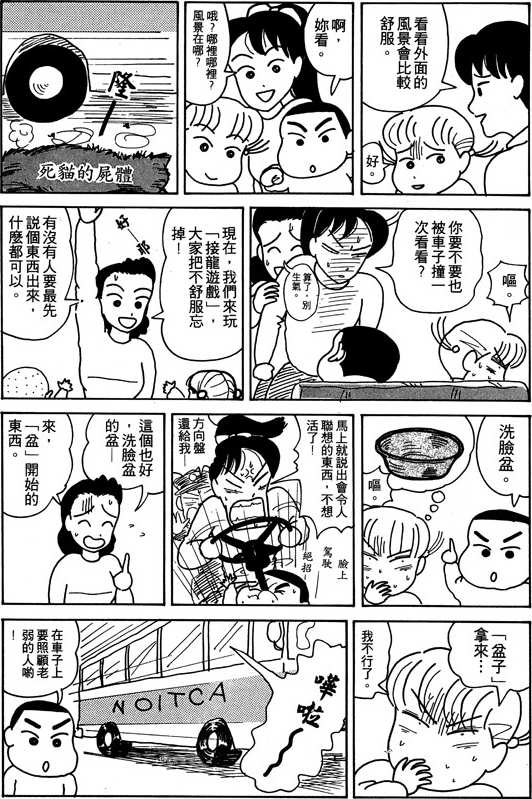 看看外面的
風景會比較
舒服。
好。
啊，
妳看。
哦？哪裡哪裡？
風景在哪？
隆
死貓的屍體
嘔。
你要不要也
被車子撞一
次看看？
算了，別
生氣。
現在，我們來玩
「接龍遊戲」，
大家把不舒服忘
掉！
好
那
有沒有人要最先
說個東西出來，
什麼都可以。
洗臉盆。
嘔。
馬上就說出會令人
聯想的東西，不想
活了！
臉上
駕駛
絕招
方向盤
還給我
這個也好
，洗臉盆
的盆
來，
「盆」開始的
東西。
「盆子」
拿來…
我不行了。
嘩啦
NOITCA
在車子上
要照顧老
弱的人喲
！